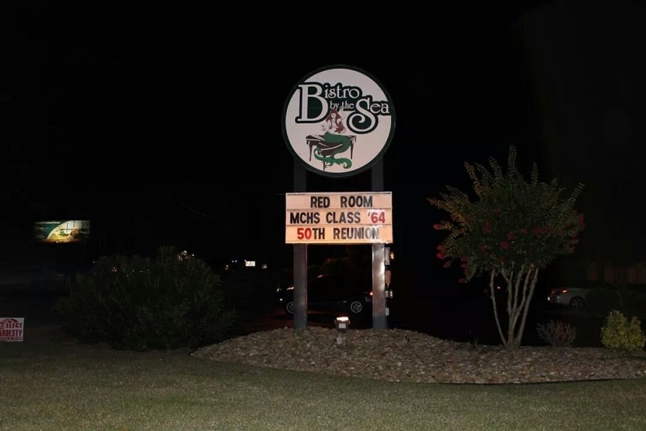 Bistro
by the
Sea
RED ROOM
MCHS CLASS '64
50TH REUNION